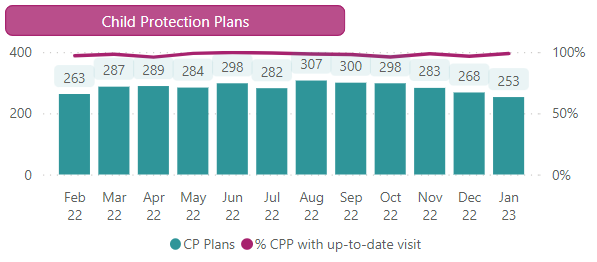 Child Protection Plans
400
200
0
100%
50%
0%
263
287
289
284
298
282
307
300
298
283
268
253
Feb 22
Mar 22
Apr 22
May 22
Jun 22
Jul 22
Aug 22
Sep 22
Oct 22
Nov 22
Dec 22
Jan 23
CP Plans
% CPP with up-to-date visit